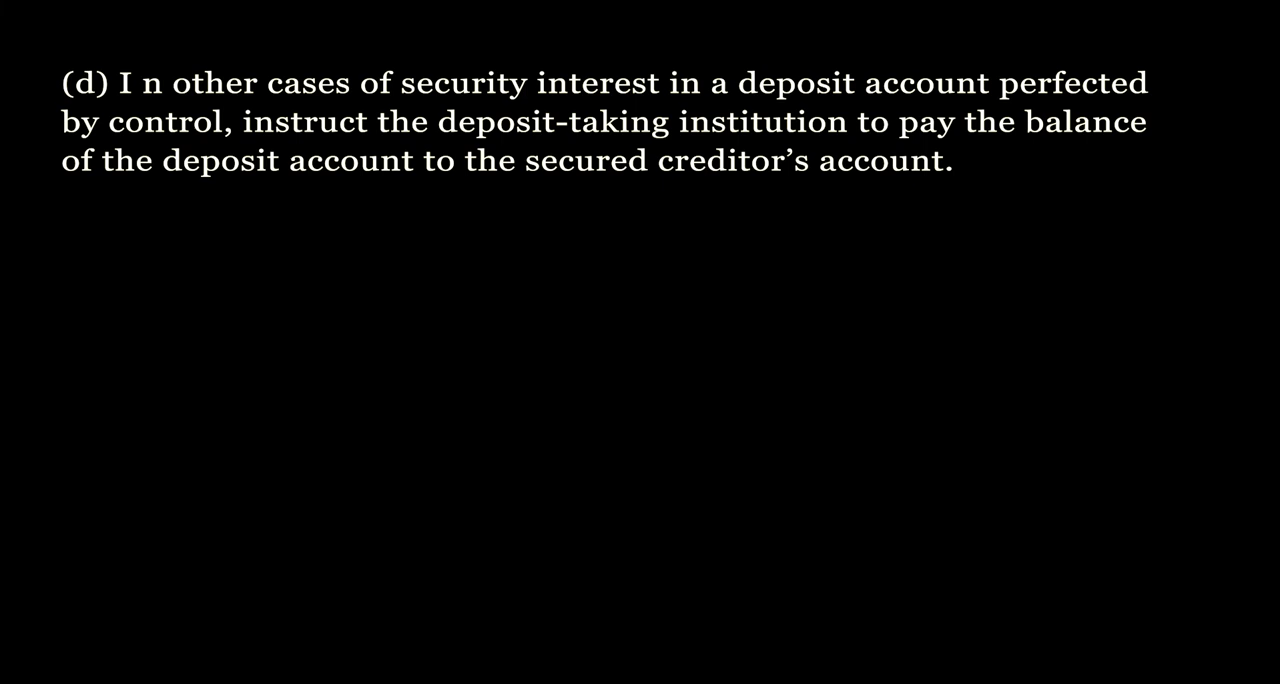 (d) I n other cases of security interest in a deposit account perfected
by control, instruct the deposit-taking institution to pay the balance
of the deposit account to the secured creditor’s account.